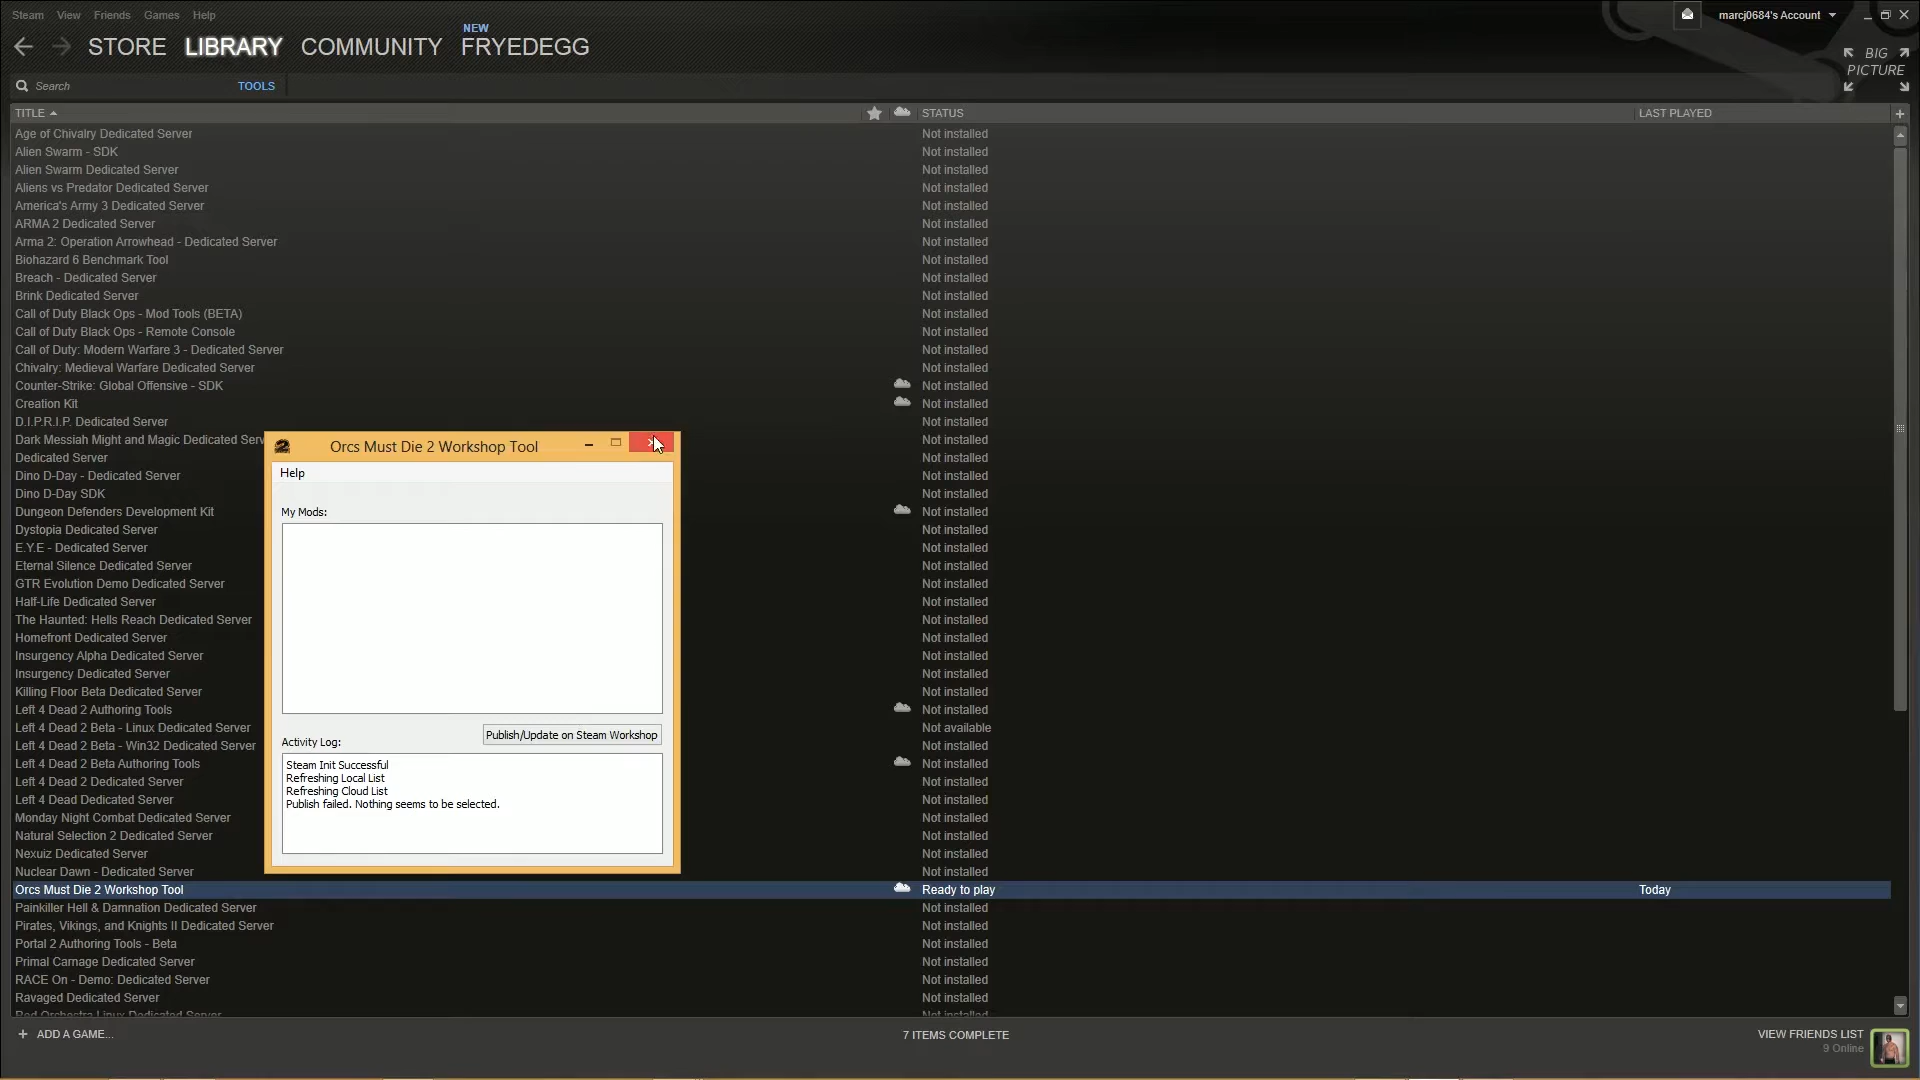 Steam View Friends Games Help
marcj0684's Account
STORE LIBRARY COMMUNITY NEW FRYEDEGG
BIG PICTURE
Search TOOLS
TITLE STATUS LAST PLAYED
Age of Chivalry Dedicated Server Not installed
Alien Swarm - SDK Not installed
Alien Swarm Dedicated Server Not installed
Aliens vs Predator Dedicated Server Not installed
America's Army 3 Dedicated Server Not installed
ARMA 2 Dedicated Server Not installed
Arma 2: Operation Arrowhead - Dedicated Server Not installed
Biohazard 6 Benchmark Tool Not installed
Breach - Dedicated Server Not installed
Brink Dedicated Server Not installed
Call of Duty Black Ops - Mod Tools (BETA) Not installed
Call of Duty Black Ops - Remote Console Not installed
Call of Duty: Modern Warfare 3 - Dedicated Server Not installed
Chivalry: Medieval Warfare Dedicated Server Not installed
Counter-Strike: Global Offensive - SDK Not installed
Creation Kit Not installed
D.I.P.R.I.P. Dedicated Server Not installed
Dark Messiah Might and Magic Dedicated Serv Not installed
Dedicated Server Not installed
Dino D-Day - Dedicated Server Not installed
Dino D-Day SDK Not installed
Dungeon Defenders Development Kit Not installed
Dystopia Dedicated Server Not installed
E.Y.E - Dedicated Server Not installed
Eternal Silence Dedicated Server Not installed
GTR Evolution Demo Dedicated Server Not installed
Half-Life Dedicated Server Not installed
The Haunted: Hells Reach Dedicated Server Not installed
Homefront Dedicated Server Not installed
Insurgency Alpha Dedicated Server Not installed
Insurgency Dedicated Server Not installed
Killing Floor Beta Dedicated Server Not installed
Left 4 Dead 2 Authoring Tools Not installed
Left 4 Dead 2 Beta - Linux Dedicated Server Not available
Left 4 Dead 2 Beta - Win32 Dedicated Server Not installed
Left 4 Dead 2 Beta Authoring Tools Not installed
Left 4 Dead 2 Dedicated Server Not installed
Left 4 Dead Dedicated Server Not installed
Monday Night Combat Dedicated Server Not installed
Natural Selection 2 Dedicated Server Not installed
Nexuiz Dedicated Server Not installed
Nuclear Dawn - Dedicated Server Not installed
Orcs Must Die 2 Workshop Tool Ready to play Today
Painkiller Hell & Damnation Dedicated Server Not installed
Pirates, Vikings, and Knights II Dedicated Server Not installed
Portal 2 Authoring Tools - Beta Not installed
Primal Carnage Dedicated Server Not installed
RACE On - Demo: Dedicated Server Not installed
Ravaged Dedicated Server Not installed
Red Orchestra Linux Dedicated Server Not installed
Orcs Must Die 2 Workshop Tool
Help
My Mods:
Publish/Update on Steam Workshop
Activity Log:
Steam Init Successful
Refreshing Local List
Refreshing Cloud List
Publish failed. Nothing seems to be selected.
ADD A GAME... 7 ITEMS COMPLETE VIEW FRIENDS LIST
9 Online